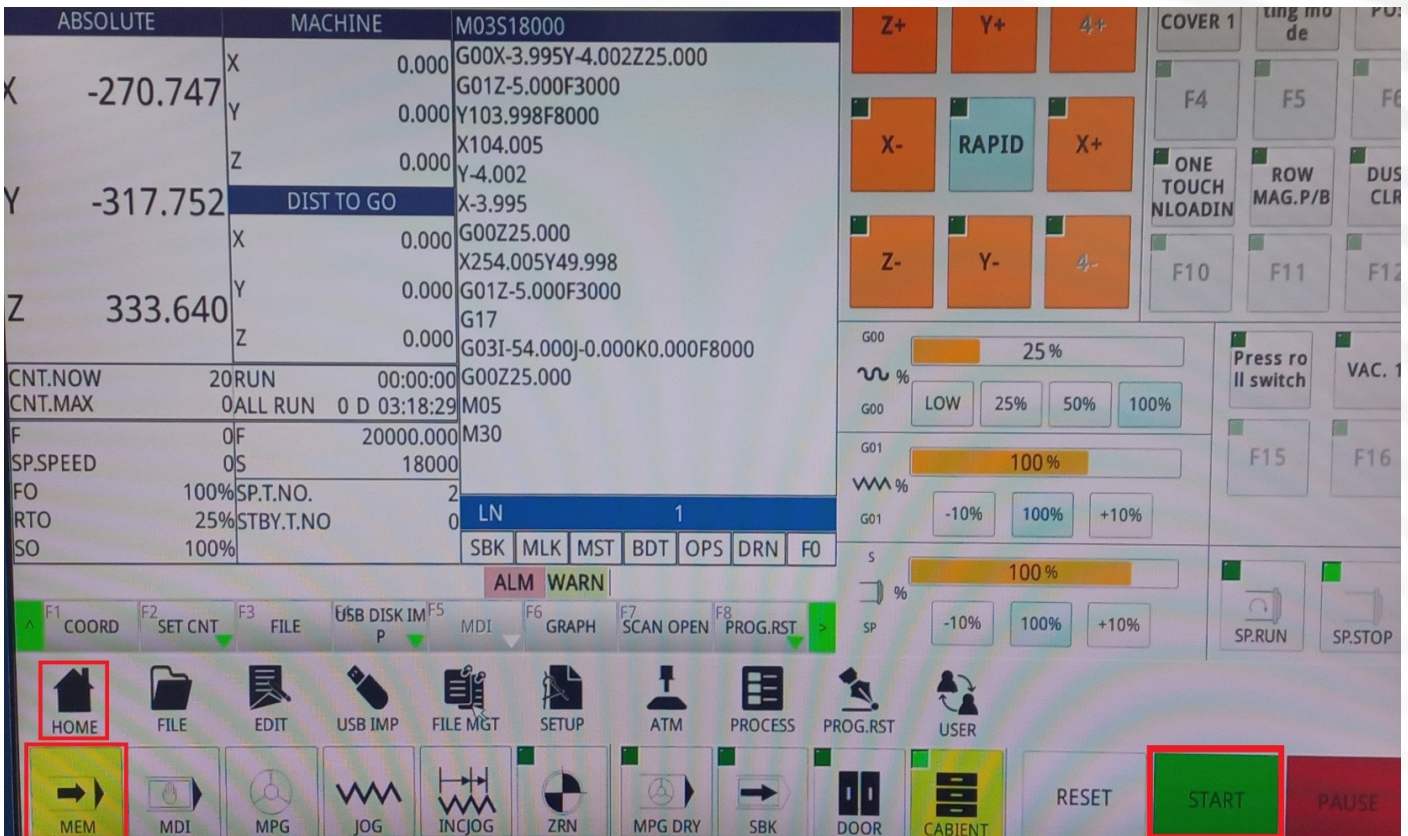 ABSOLUTE
X -270.747
Y -317.752
Z 333.640
MACHINE
X 0.000
Y 0.000
Z 0.000
DIST TO GO
X 0.000
Y 0.000
Z 0.000
CNT.NOW 20
CNT.MAX 0
RUN 00:00:00
ALL RUN 0 D 03:18:29
F 0
SP.SPEED 0
FO 100%
RTO 25%
SO 100%
F 20000.000
S 18000
SP.T.NO. 2
STBY.T.NO 0
M03S18000
G00X-3.995Y-4.002Z25.000
G01Z-5.000F3000
Y103.998F8000
X104.005
Y-4.002
X-3.995
G00Z25.000
X254.005Y49.998
G01Z-5.000F3000
G17
G03I-54.000J-0.000K0.000F8000
G00Z25.000
M05
M30
LN 1
SBK MLK MST BDT OPS DRN F0
ALM WARN
^
F1 COORD
F2 SET CNT
F3 FILE
USB DISK IM
P
F5 MDI
F6 GRAPH
F7 SCAN OPEN
F8 PROG.RST
>
HOME FILE EDIT USB IMP FILE MGT SETUP ATM PROCESS PROG.RST USER
MEM MDI MPG JOG INCJOG ZRN MPG DRY SBK DOOR CABIENT
RESET START PAUSE
Z+ Y+ 4+
X- RAPID X+
Z- Y- 4-
G00 25 %
%
G00 LOW 25% 50% 100%
G01 100 %
%
G01 -10% 100% +10%
S 100 %
%
SP -10% 100% +10%
COVER 1
ting mo
de
F4 F5
ONE
TOUCH
NLOADIN
ROW
MAG.P/B
DUS
CLR
F10 F11 F12
Press ro
ll switch
VAC. 1
F15 F16
SP.RUN SP.STOP